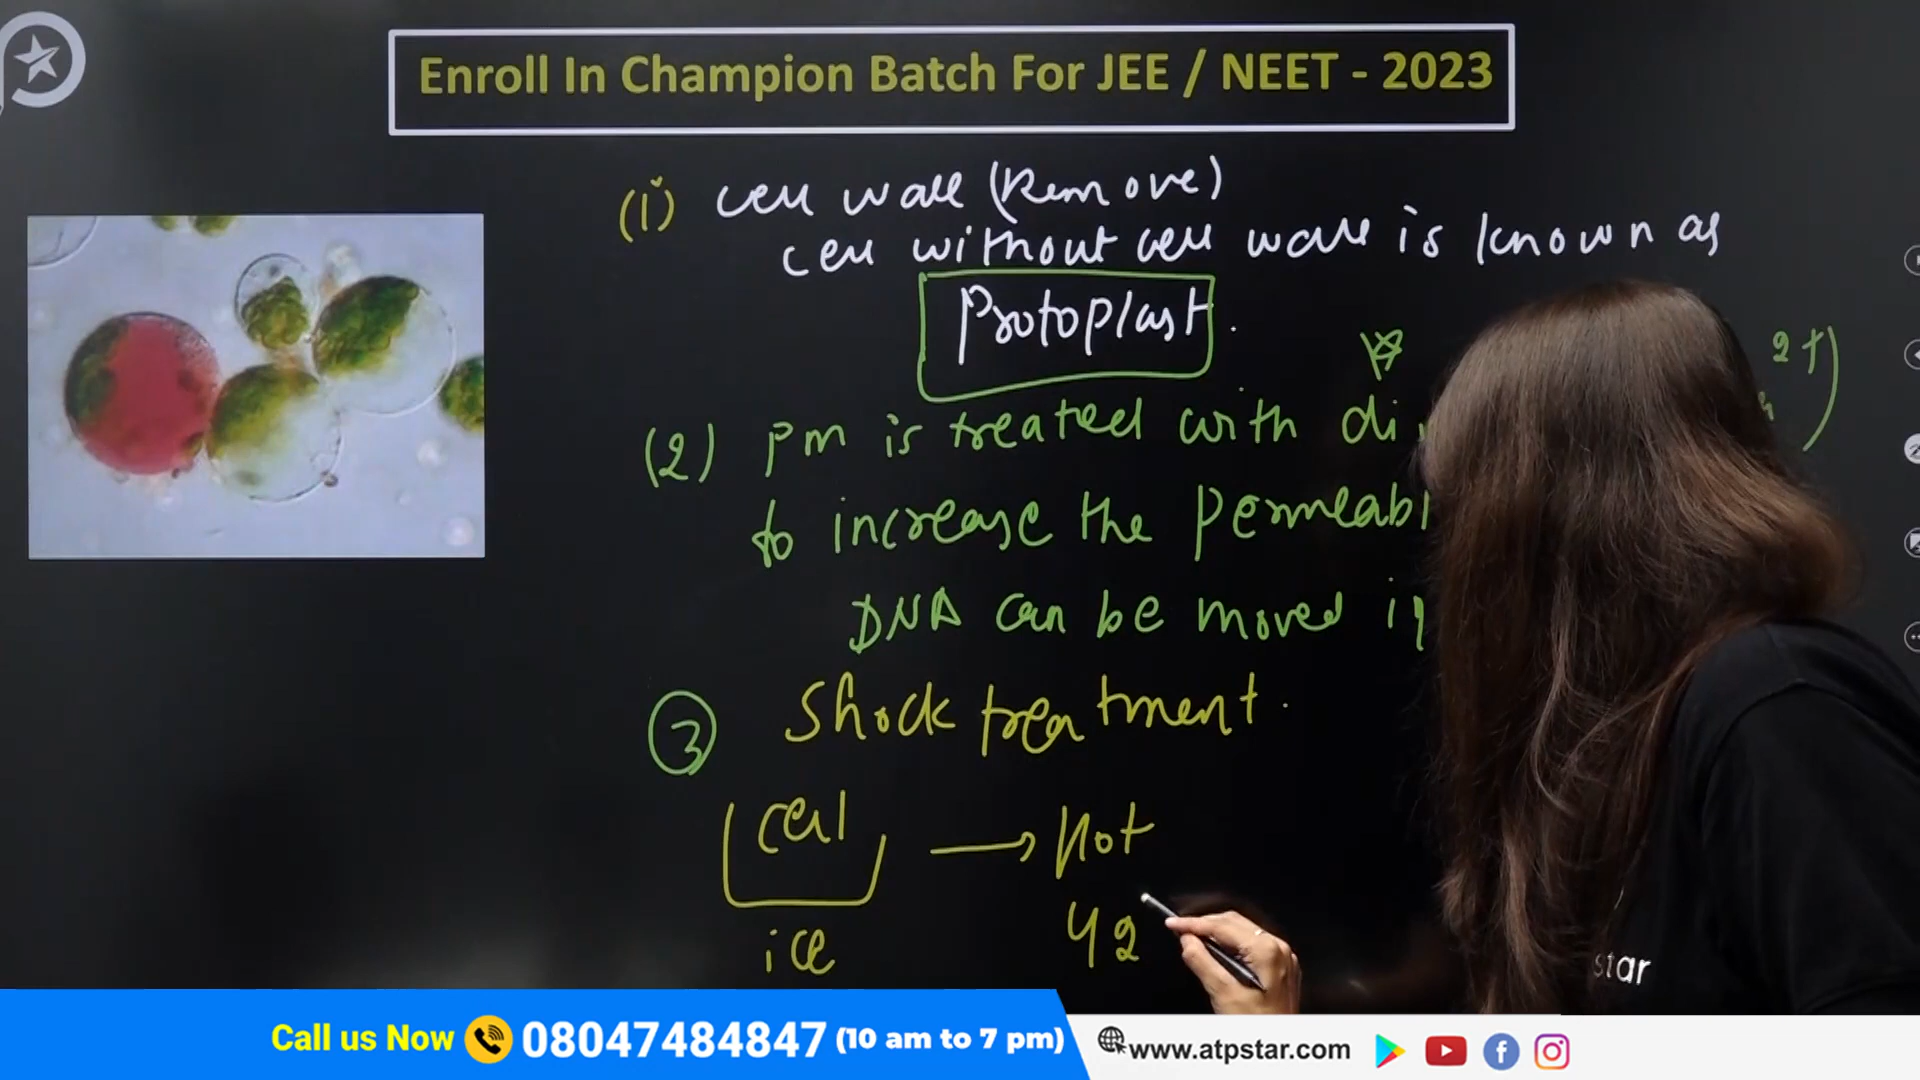 Enroll In Champion Batch For JEE / NEET - 2023
(i) cell wall (Remove)
cell without cell wall is known as
Protoplast.
(2) PM is treated with di
2+)
to increase the permeabi
DNA can be moved i
③ Shock treatment.
cell → Hot
ice 42
star
Call us Now 08047484847 (10 am to 7 pm) www.atpstar.com